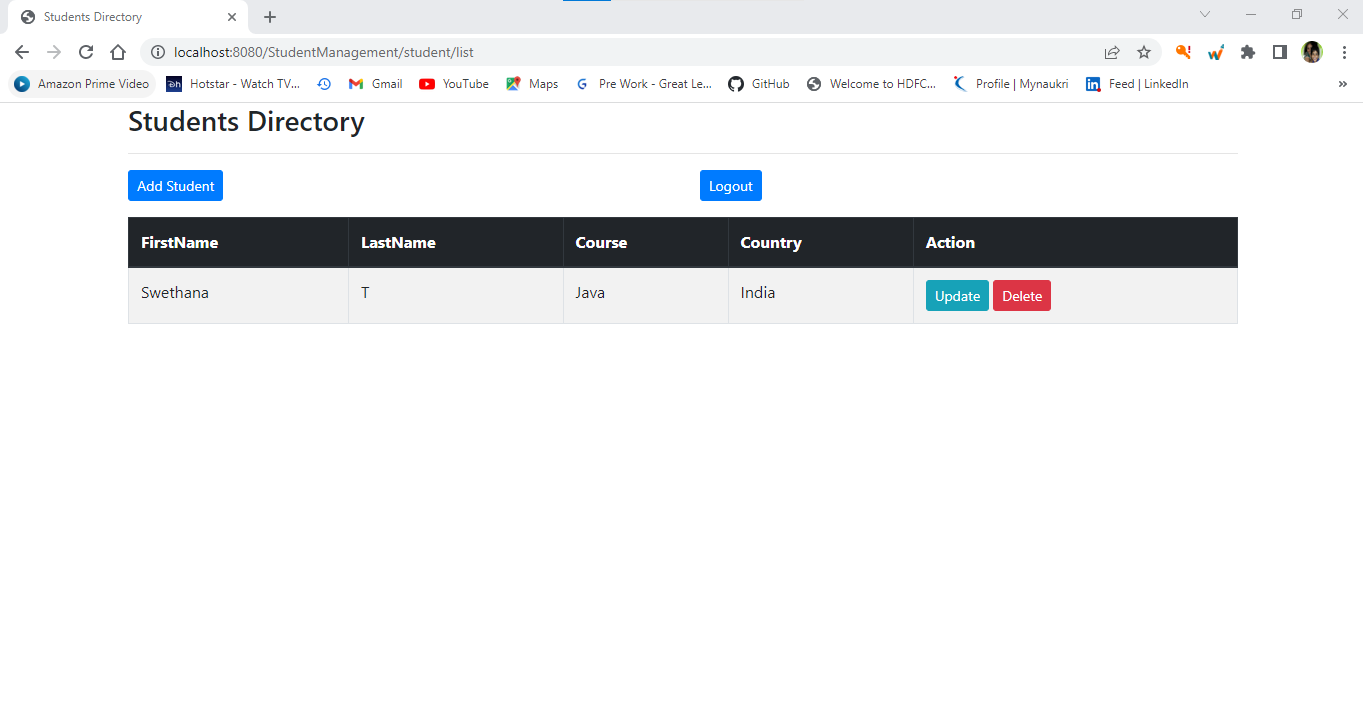 Students Directory
localhost:8080/StudentManagement/student/list
Amazon Prime Video Hotstar - Watch TV... Gmail YouTube Maps G Pre Work - Great Le... GitHub Welcome to HDFC... Profile | Mynaukri in Feed | LinkedIn »
Students Directory
Add Student Logout
FirstName LastName Course Country Action
Swethana T Java India Update Delete